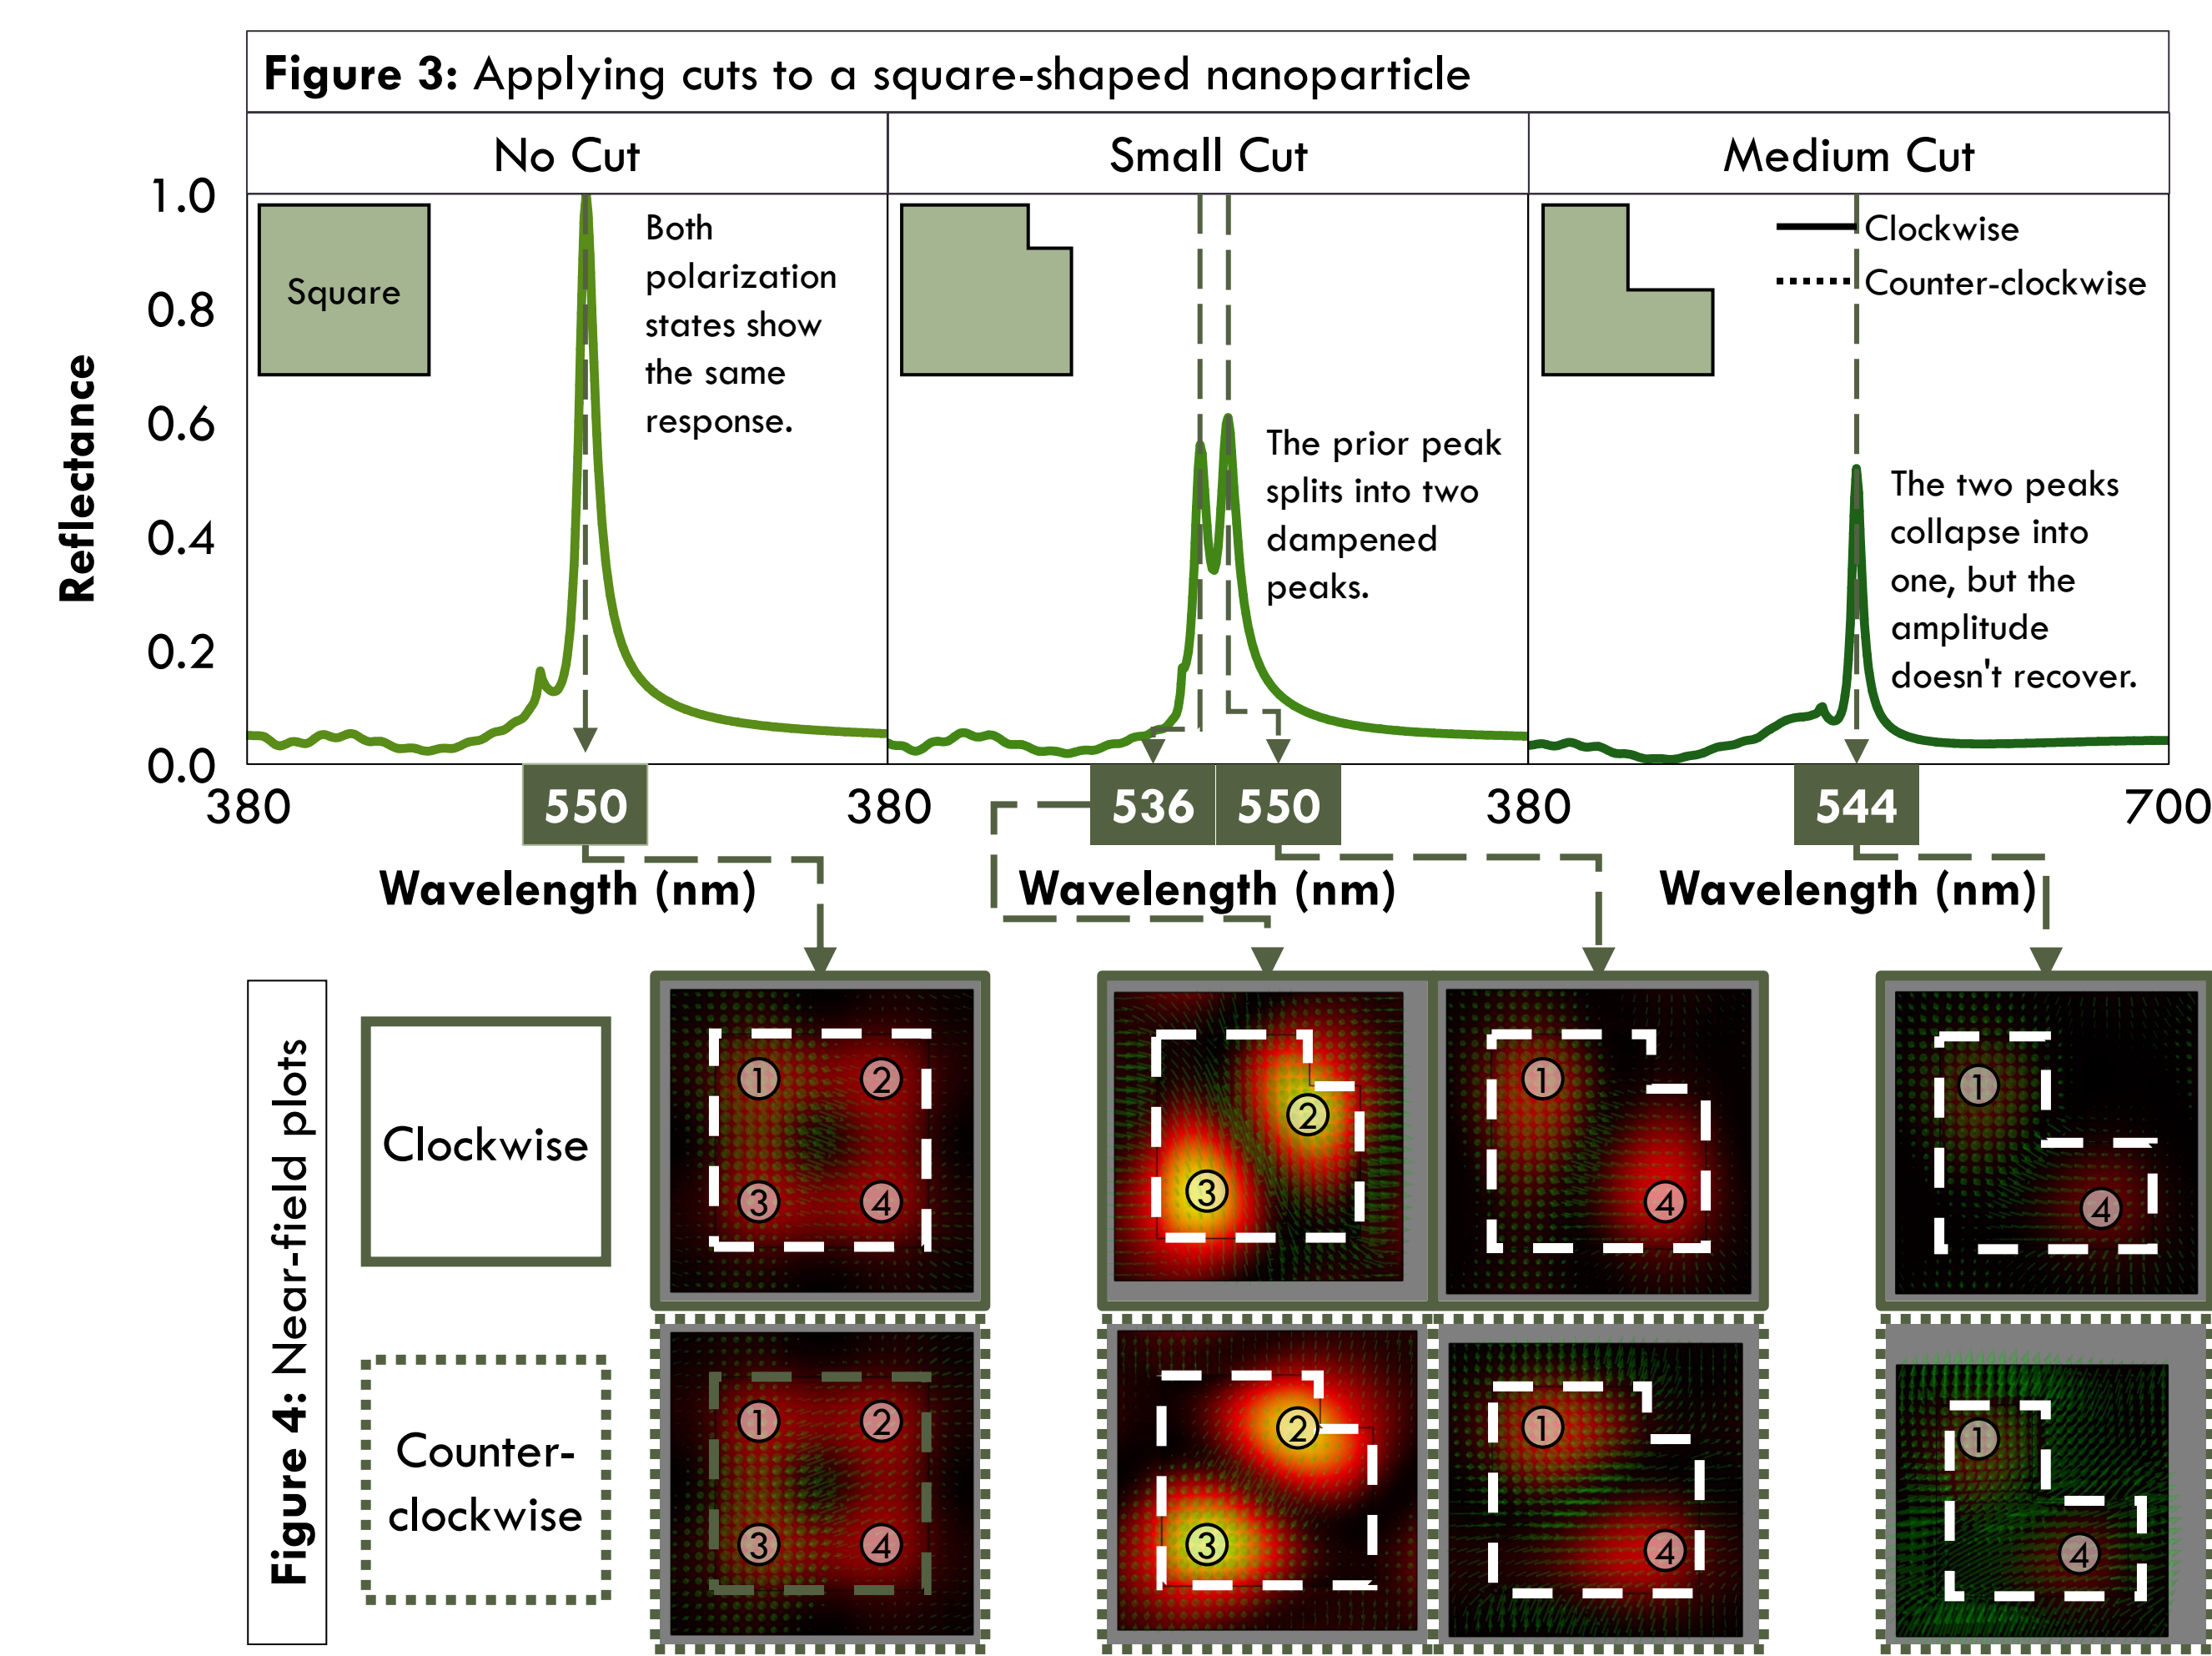 Figure 3: Applying cuts to a square-shaped nanoparticle
No Cut
Small Cut
Medium Cut
Reflectance
1.0
0.8
0.6
0.4
0.2
0.0
Square
Both
polarization
states show
the same
response.
The prior peak
splits into two
dampened
peaks.
Clockwise
Counter-clockwise
The two peaks
collapse into
one, but the
amplitude
doesn't recover.
380
550
380
536
550
380
544
700
Wavelength (nm)
Wavelength (nm)
Wavelength (nm)
Figure 4: Near-field plots
Clockwise
1
2
3
4
2
3
1
4
1
4
Counter-
clockwise
1
2
3
4
2
3
1
4
1
4